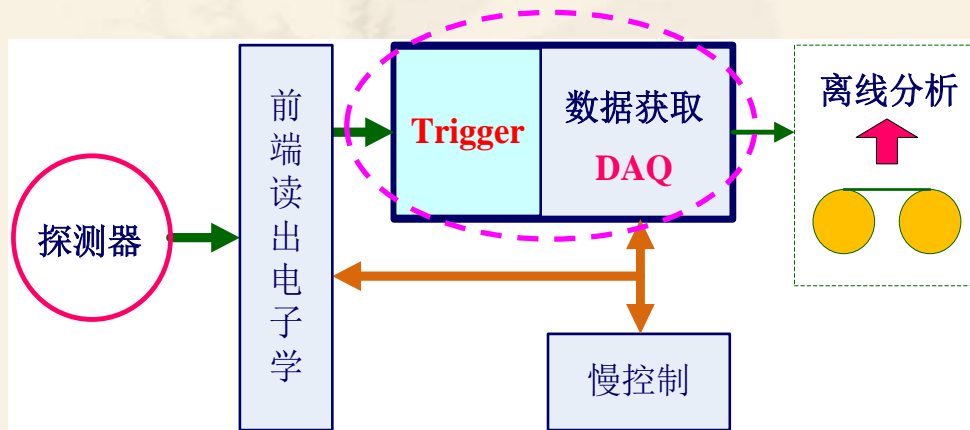 探测器
前端读出电子学
Trigger
数据获取
DAQ
离线分析
慢控制